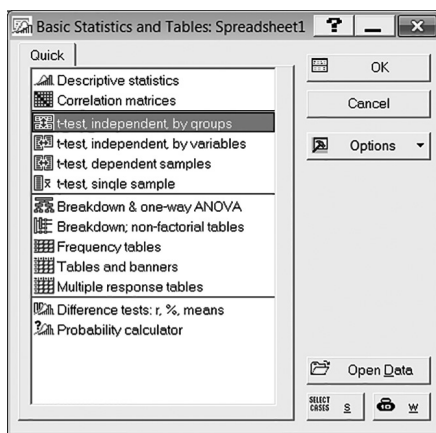 Basic Statistics and Tables: Spreadsheet1 ? _ X
Quick
Descriptive statistics
Correlation matrices
t-test, independent, by groups
t-test, independent, by variables
t-test, dependent samples
t-test, single sample
Breakdown & one-way ANOVA
Breakdown; non-factorial tables
Frequency tables
Tables and banners
Multiple response tables
Difference tests: r, %, means
Probability calculator
OK
Cancel
Options
Open Data
SELECT CASES S W